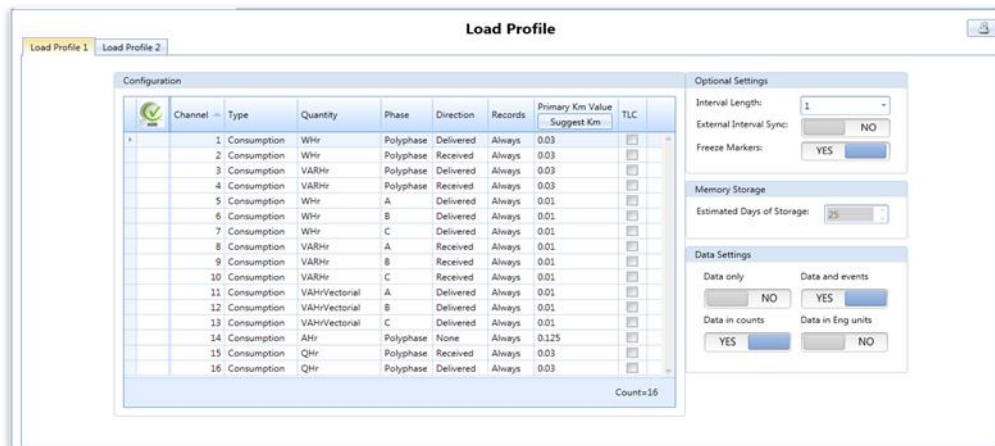 Load Profile
Load Profile 1 Load Profile 2
Configuration
ADD Channel Type Quantity Phase Direction Records Primary Km Value Suggest Km TLC
1 Consumption WHr Polyphase Delivered Always 0.03
2 Consumption WHr Polyphase Received Always 0.03
3 Consumption VARHr Polyphase Delivered Always 0.03
4 Consumption VARHr Polyphase Received Always 0.03
5 Consumption WHr A Delivered Always 0.01
6 Consumption WHr B Delivered Always 0.01
7 Consumption WHr C Delivered Always 0.01
8 Consumption VARHr A Received Always 0.01
9 Consumption VARHr B Received Always 0.01
10 Consumption VARHr C Received Always 0.01
11 Consumption VAHrVectorial A Delivered Always 0.01
12 Consumption VAHrVectorial B Delivered Always 0.01
13 Consumption VAHrVectorial C Delivered Always 0.01
14 Consumption AHr Polyphase None Always 0.125
15 Consumption QHr Polyphase Received Always 0.03
16 Consumption QHr Polyphase Delivered Always 0.03
Count=16
Optional Settings
Interval Length: 1
External Interval Sync: NO
Freeze Markers: YES
Memory Storage
Estimated Days of Storage: 25
Data Settings
Data only Data and events
NO YES
Data in counts Data in Eng units
YES NO